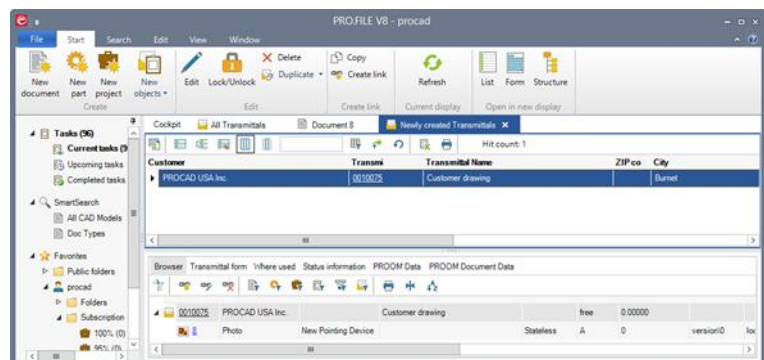 PRO.FILE V8 - procad
File Start Search Edit View Window
New document
New part
New project
New objects
Create
Edit
Lock/Unlock
Delete
Duplicate
Edit
Copy
Create link
Create link
Refresh
Current display
List Form Structure
Open in new display
Tasks (96)
Current tasks (9
Upcoming tasks
Completed tasks
SmartSearch
All CAD Models
Doc Types
Favorites
Public folders
procad
Folders
Subscription
100% (0)
95% (0)
Cockpit All Transmittals Document 8 Newly created Transmittals
Hit count: 1
Customer Transmi Transmittal Name ZIP co City
PROCAD USA Inc. 0010075 Customer drawing Burnet
Browser Transmittal form Where used Status information PROOM Data PROOM Document Data
0010075 PROCAD USA Inc. Customer drawing free 0.00000
Photo New Pointing Device Stateless A 0 version\0 loc